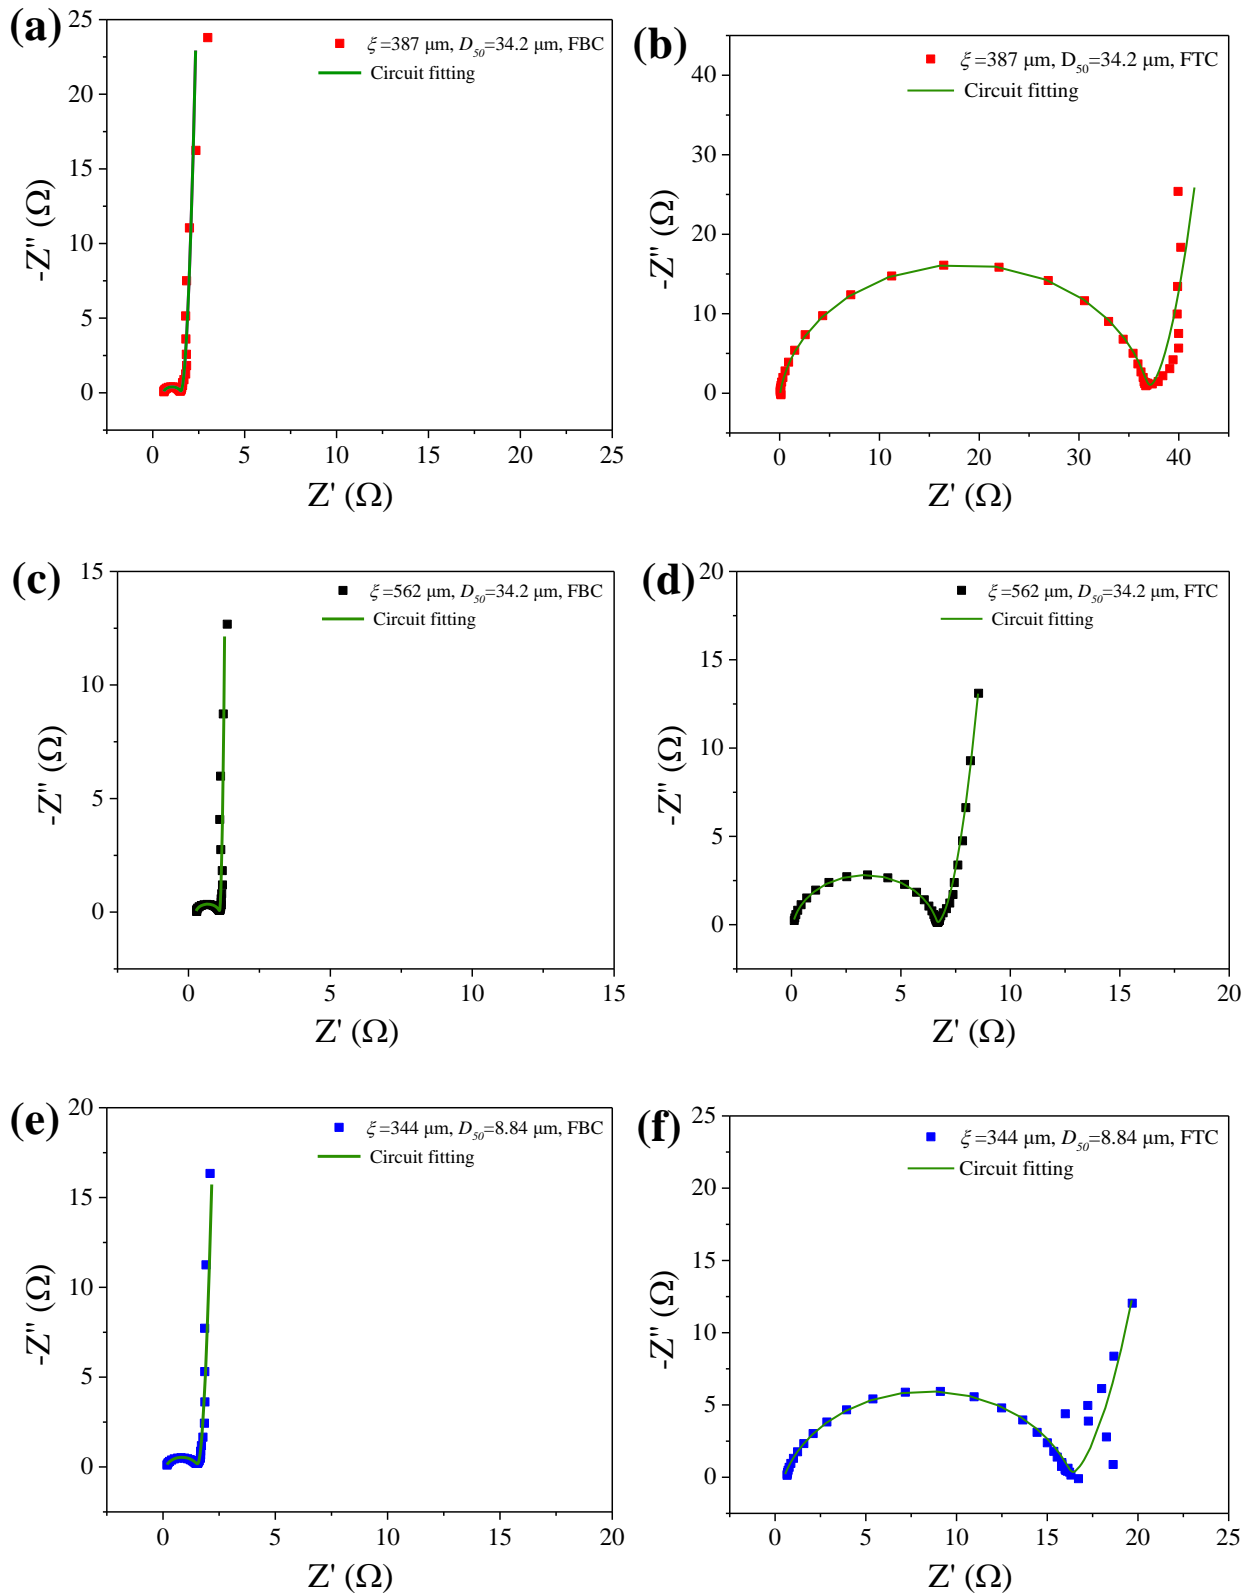 (a)
25
20
15
10
5
0
-Z'' (Ω)
ξ=387 μm, D50=34.2 μm, FBC
Circuit fitting
0 5 10 15 20 25
Z' (Ω)
(b)
40
30
20
10
0
-Z'' (Ω)
ξ=387 μm, D50=34.2 μm, FTC
Circuit fitting
0 10 20 30 40
Z' (Ω)
(c)
15
10
5
0
-Z'' (Ω)
ξ=562 μm, D50=34.2 μm, FBC
Circuit fitting
0 5 10 15
Z' (Ω)
(d)
20
15
10
5
0
-Z'' (Ω)
ξ=562 μm, D50=34.2 μm, FTC
Circuit fitting
0 5 10 15 20
Z' (Ω)
(e)
20
15
10
5
0
-Z'' (Ω)
ξ=344 μm, D50=8.84 μm, FBC
Circuit fitting
0 5 10 15 20
Z' (Ω)
(f)
25
20
15
10
5
0
-Z'' (Ω)
ξ=344 μm, D50=8.84 μm, FTC
Circuit fitting
0 5 10 15 20 25
Z' (Ω)